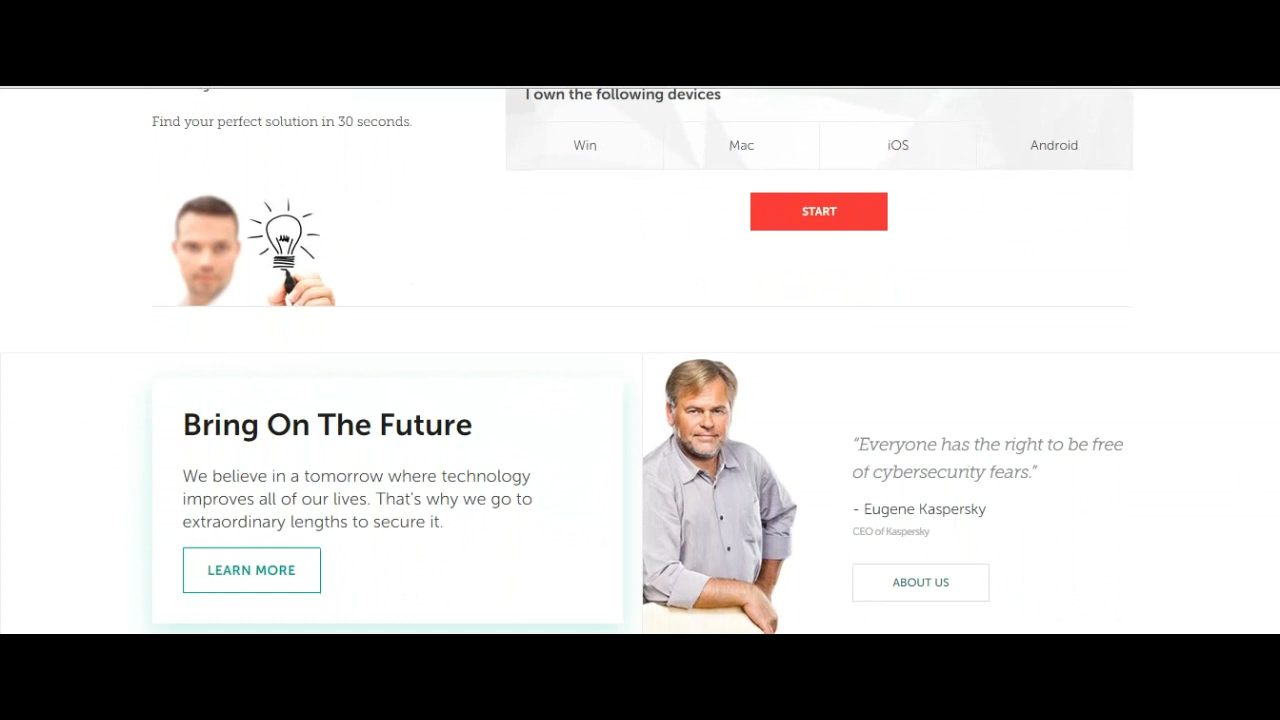 I own the following devices
Find your perfect solution in 30 seconds.
Win
Mac
iOS
Android
START
Bring On The Future
We believe in a tomorrow where technology
improves all of our lives. That's why we go to
extraordinary lengths to secure it.
LEARN MORE
“Everyone has the right to be free
of cybersecurity fears.”
- Eugene Kaspersky
CEO of Kaspersky
ABOUT US